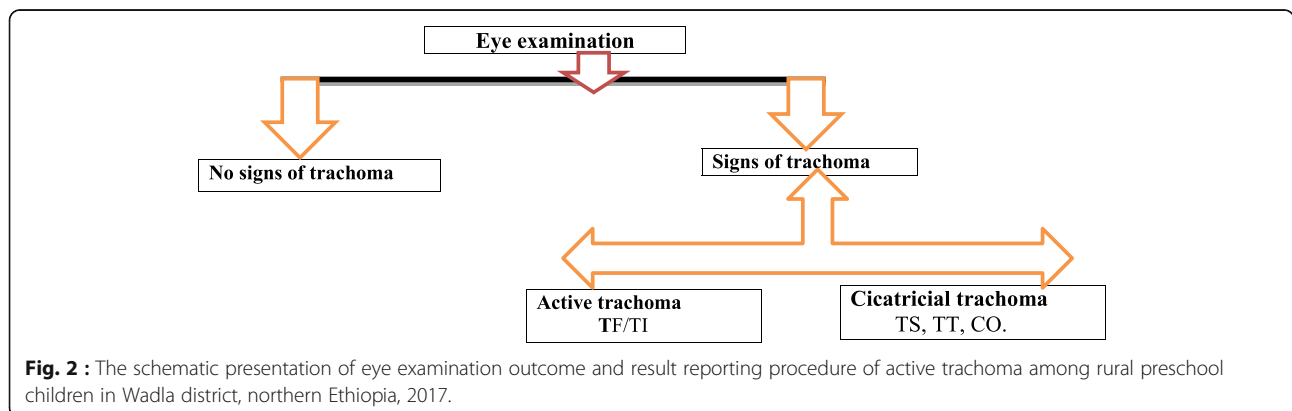 Eye examination
No signs of trachoma
Signs of trachoma
Active trachoma
TF/TI
Cicatricial trachoma
TS, TT, CO.
Fig. 2 : The schematic presentation of eye examination outcome and result reporting procedure of active trachoma among rural preschool
children in Wadla district, northern Ethiopia, 2017.